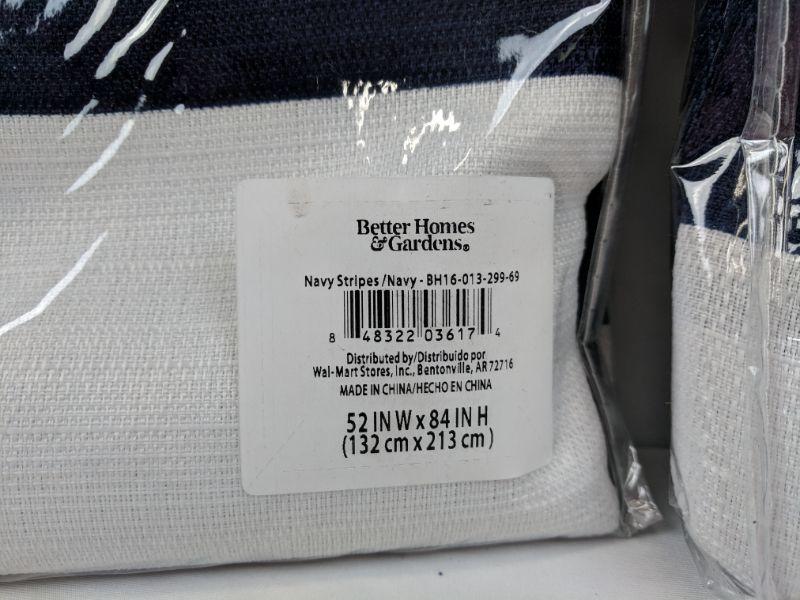 Better Homes
& Gardens®
Navy Stripes /Navy - BH16-013-299-69
8 48322 03617 4
Distributed by/Distribuido por
Wal-Mart Stores, Inc., Bentonville, AR 72716
MADE IN CHINA/HECHO EN CHINA
52 IN W x 84 IN H
(132 cm x 213 cm)